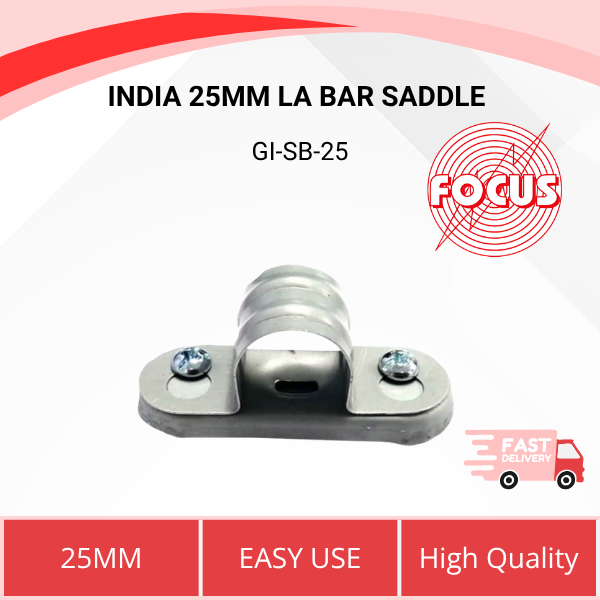 INDIA 25MM LA BAR SADDLE
GI-SB-25
FOCUS
FAST
DELIVERY
25MM
EASY USE
High Quality